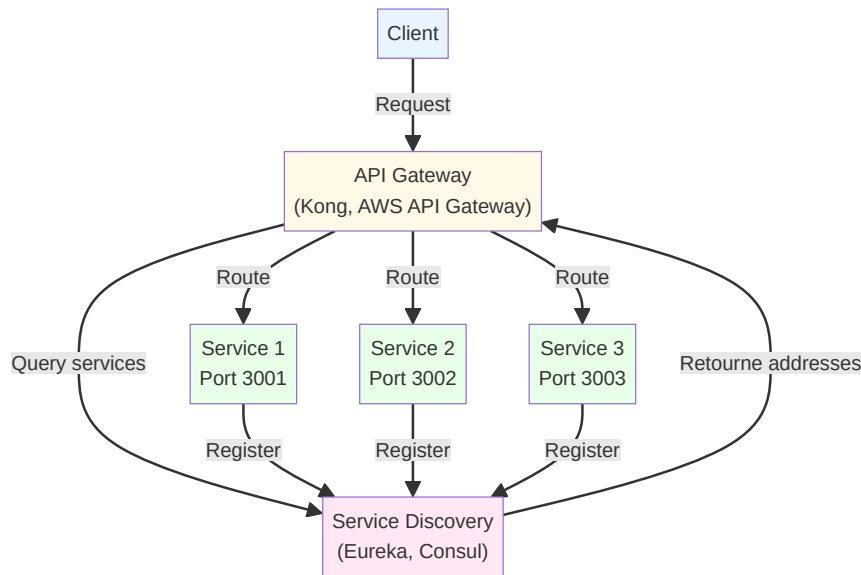 Client
Request
API Gateway
(Kong, AWS API Gateway)
Route
Route
Route
Service 1
Port 3001
Service 2
Port 3002
Service 3
Port 3003
Query services
Retourne addresses
Register
Register
Register
Service Discovery
(Eureka, Consul)